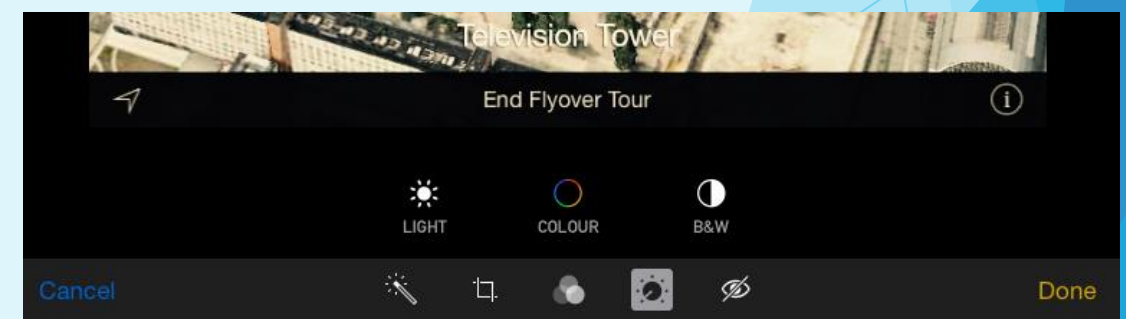 Television Tower
End Flyover Tour
LIGHT COLOUR B&W
Cancel Done